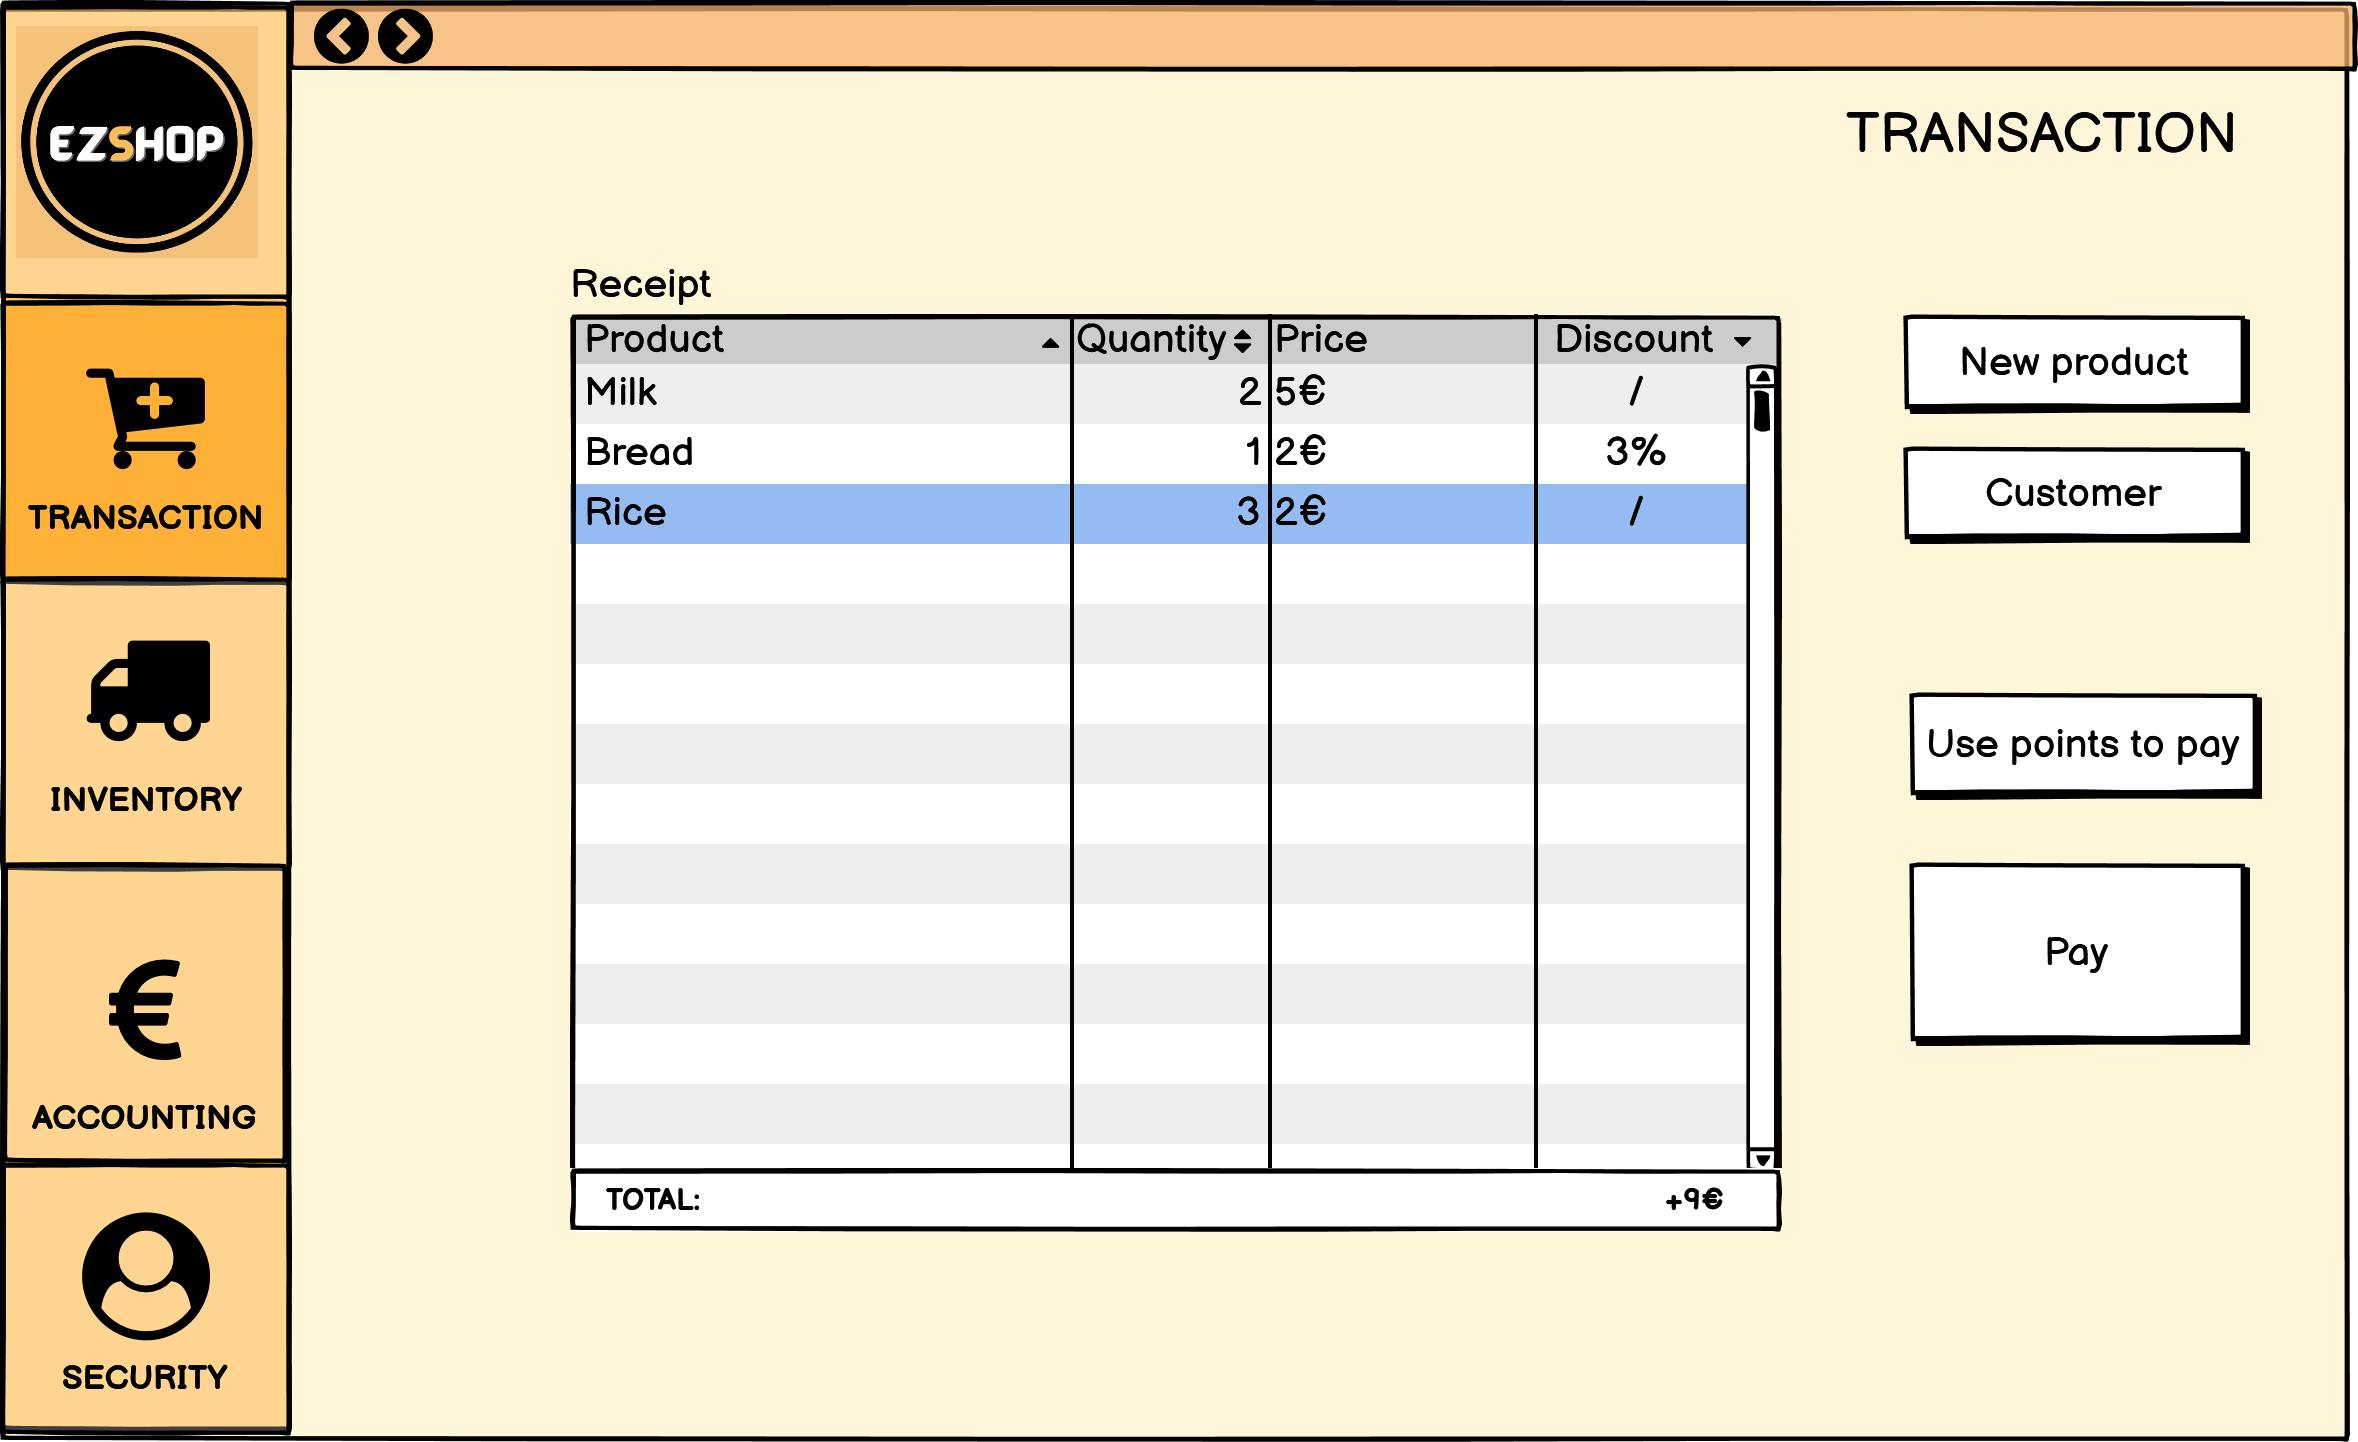 EZSHOP
TRANSACTION
INVENTORY
ACCOUNTING
SECURITY
TRANSACTION
Receipt
Product Quantity Price Discount
Milk 2 5€ /
Bread 1 2€ 3%
Rice 3 2€ /
TOTAL: +9€
New product
Customer
Use points to pay
Pay